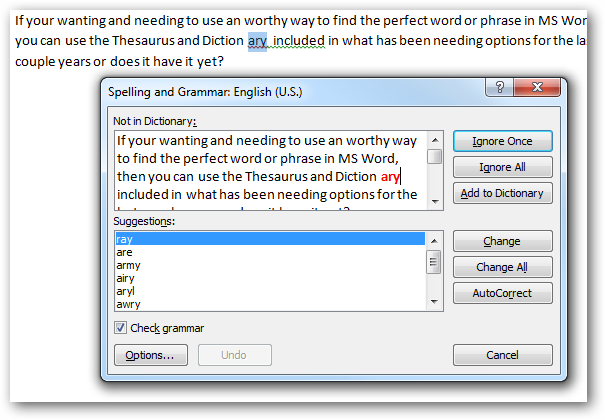 If your wanting and needing to use an worthy way to find the perfect word or phrase in MS Wor
you can use the Thesaurus and Diction ary included in what has been needing options for the la
couple years or does it have it yet?
Spelling and Grammar: English (U.S.)
Not in Dictionary:
If your wanting and needing to use an worthy way
to find the perfect word or phrase in MS Word,
then you can use the Thesaurus and Diction ary
included in what has been needing options for the
Ignore Once
Ignore All
Add to Dictionary
Suggestions:
ray
are
army
airy
aryl
awry
Change
Change All
AutoCorrect
Check grammar
Options...
Undo
Cancel